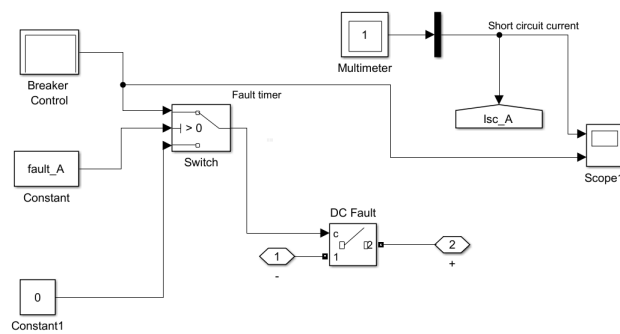 Short circuit current
1
Multimeter
Breaker
Control
Fault timer
Isc_A
> 0
Switch
fault_A
Constant
Scope1
DC Fault
c
1
2
1
-
2
+
0
Constant1